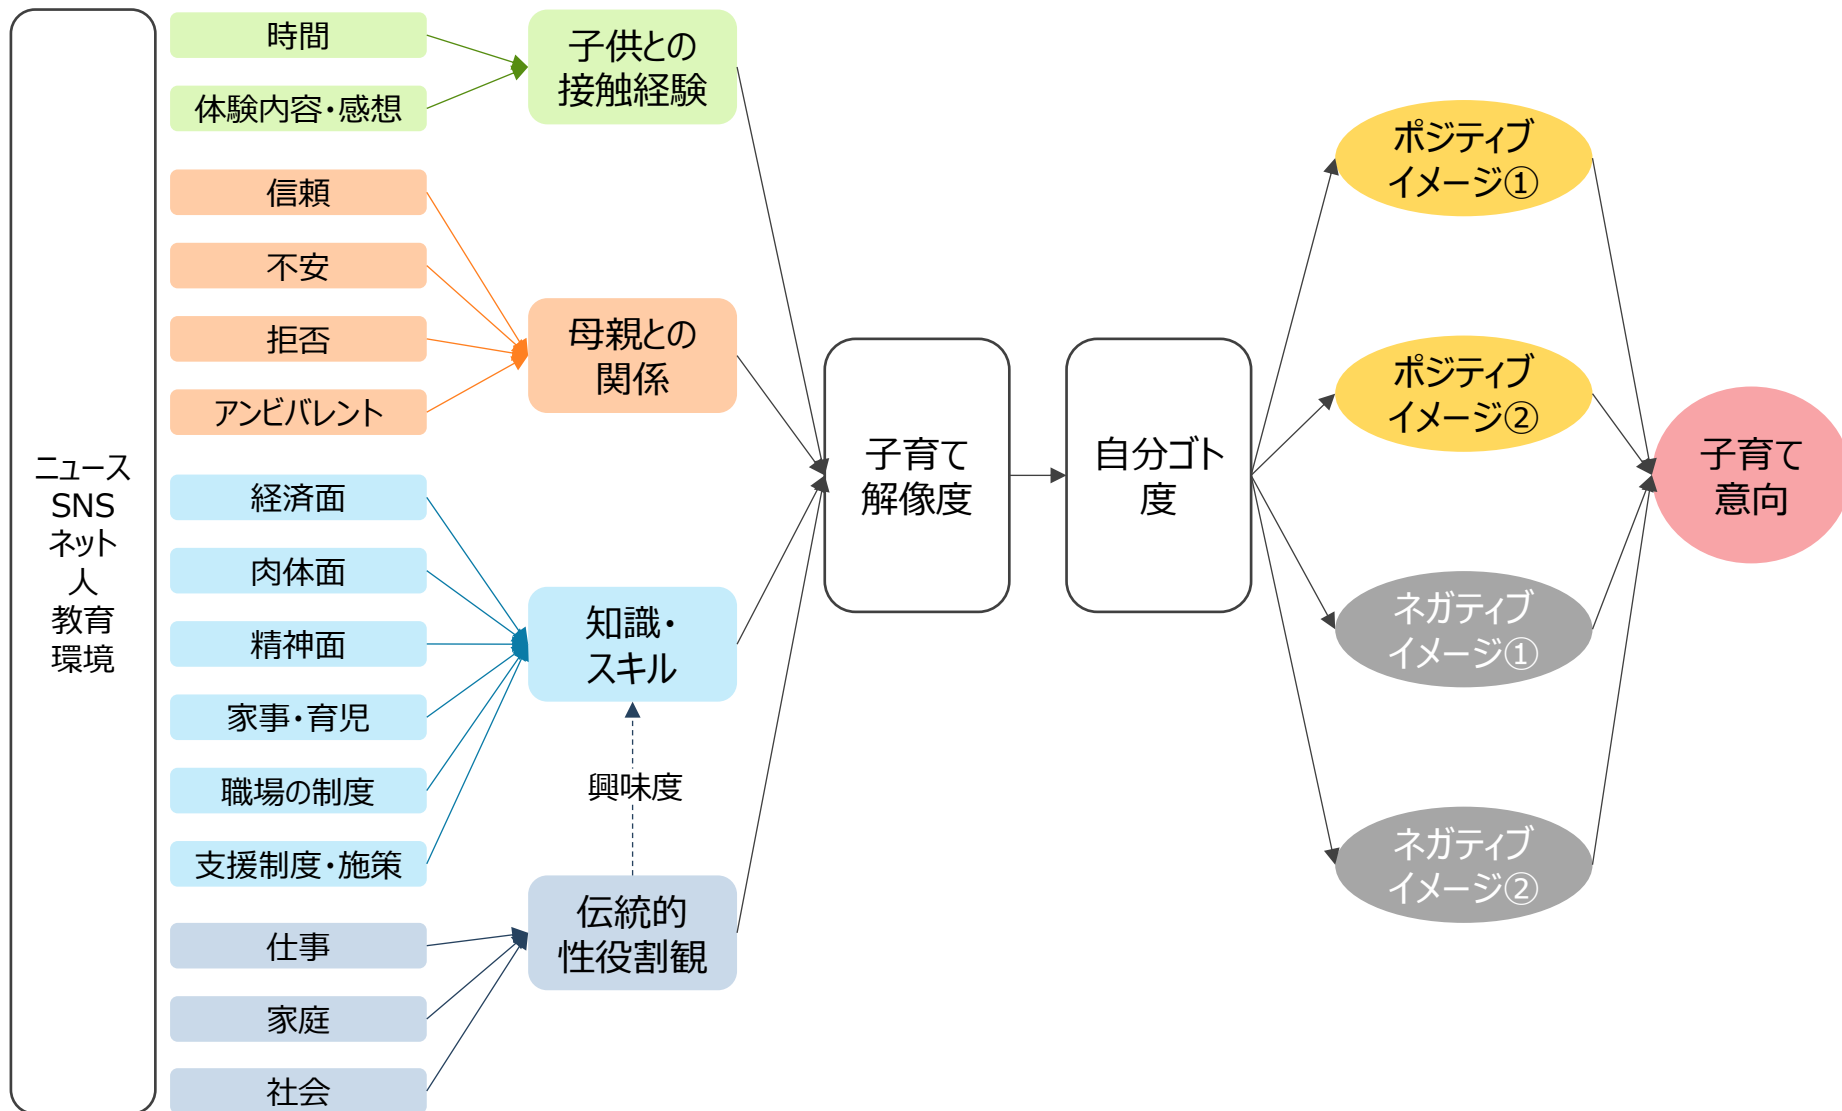 ニュース
SNS
ネット
人
教育
環境
時間
体験内容・感想
信頼
不安
拒否
アンビバレント
経済面
肉体面
精神面
家事・育児
職場の制度
支援制度・施策
仕事
家庭
社会
子供との
接触経験
母親との
関係
知識・
スキル
興味度
伝統的
性役割観
子育て
解像度
自分ゴト
度
ポジティブ
イメージ①
ポジティブ
イメージ②
ネガティブ
イメージ①
ネガティブ
イメージ②
子育て
意向